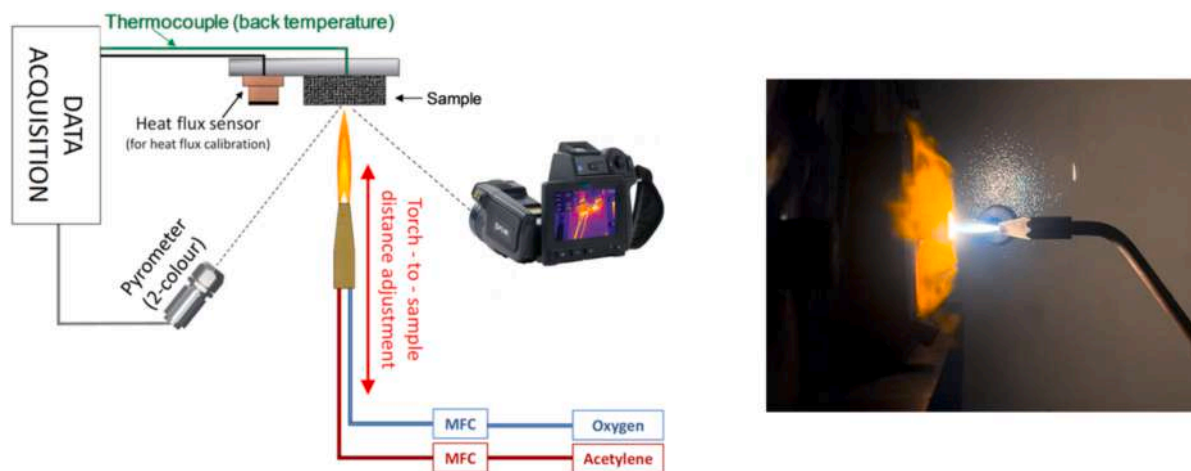 Thermocouple (back temperature)
DATA
ACQUISITION
Sample
Heat flux sensor
(for heat flux calibration)
Pyrometer
(2-colour)
Torch - to - sample
distance adjustment
MFC
Oxygen
MFC
Acetylene